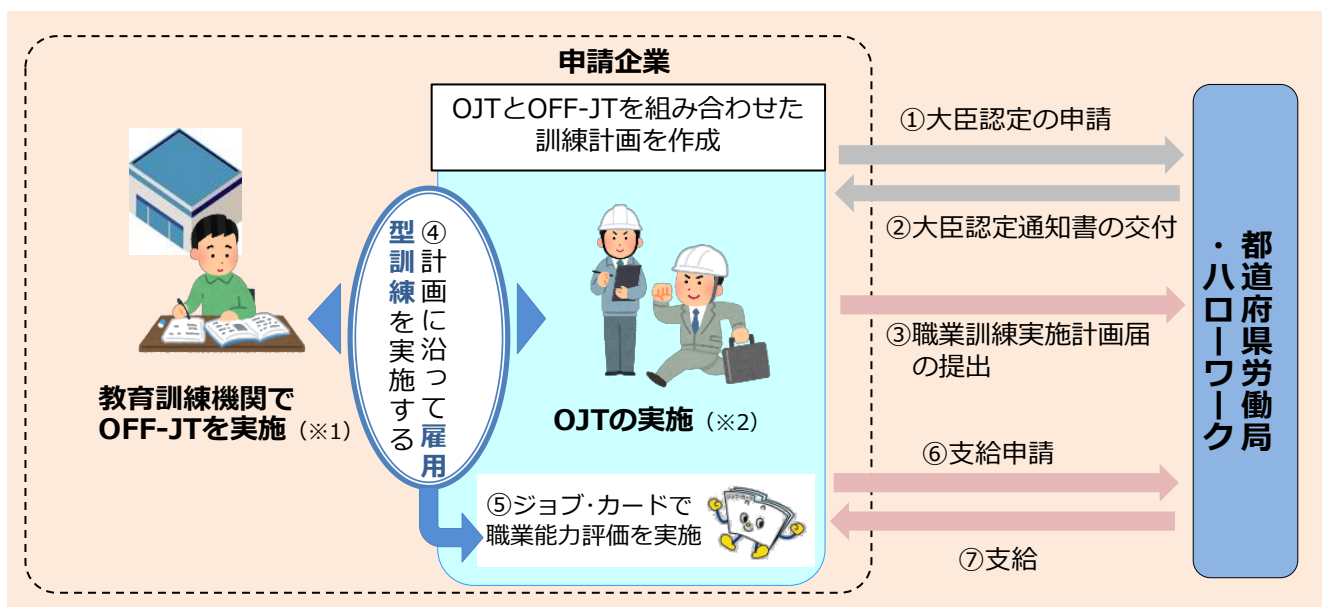 申請企業
OJTとOFF-JTを組み合わせた
訓練計画を作成
①大臣認定の申請
②大臣認定通知書の交付
③職業訓練実施計画届
の提出
④計画に沿って雇用
型訓練を実施する
教育訓練機関で
OFF-JTを実施（※1）
OJTの実施（※2）
⑤ジョブ･カードで
職業能力評価を実施
⑥支給申請
⑦支給
都道府県労働局
・ハローワーク